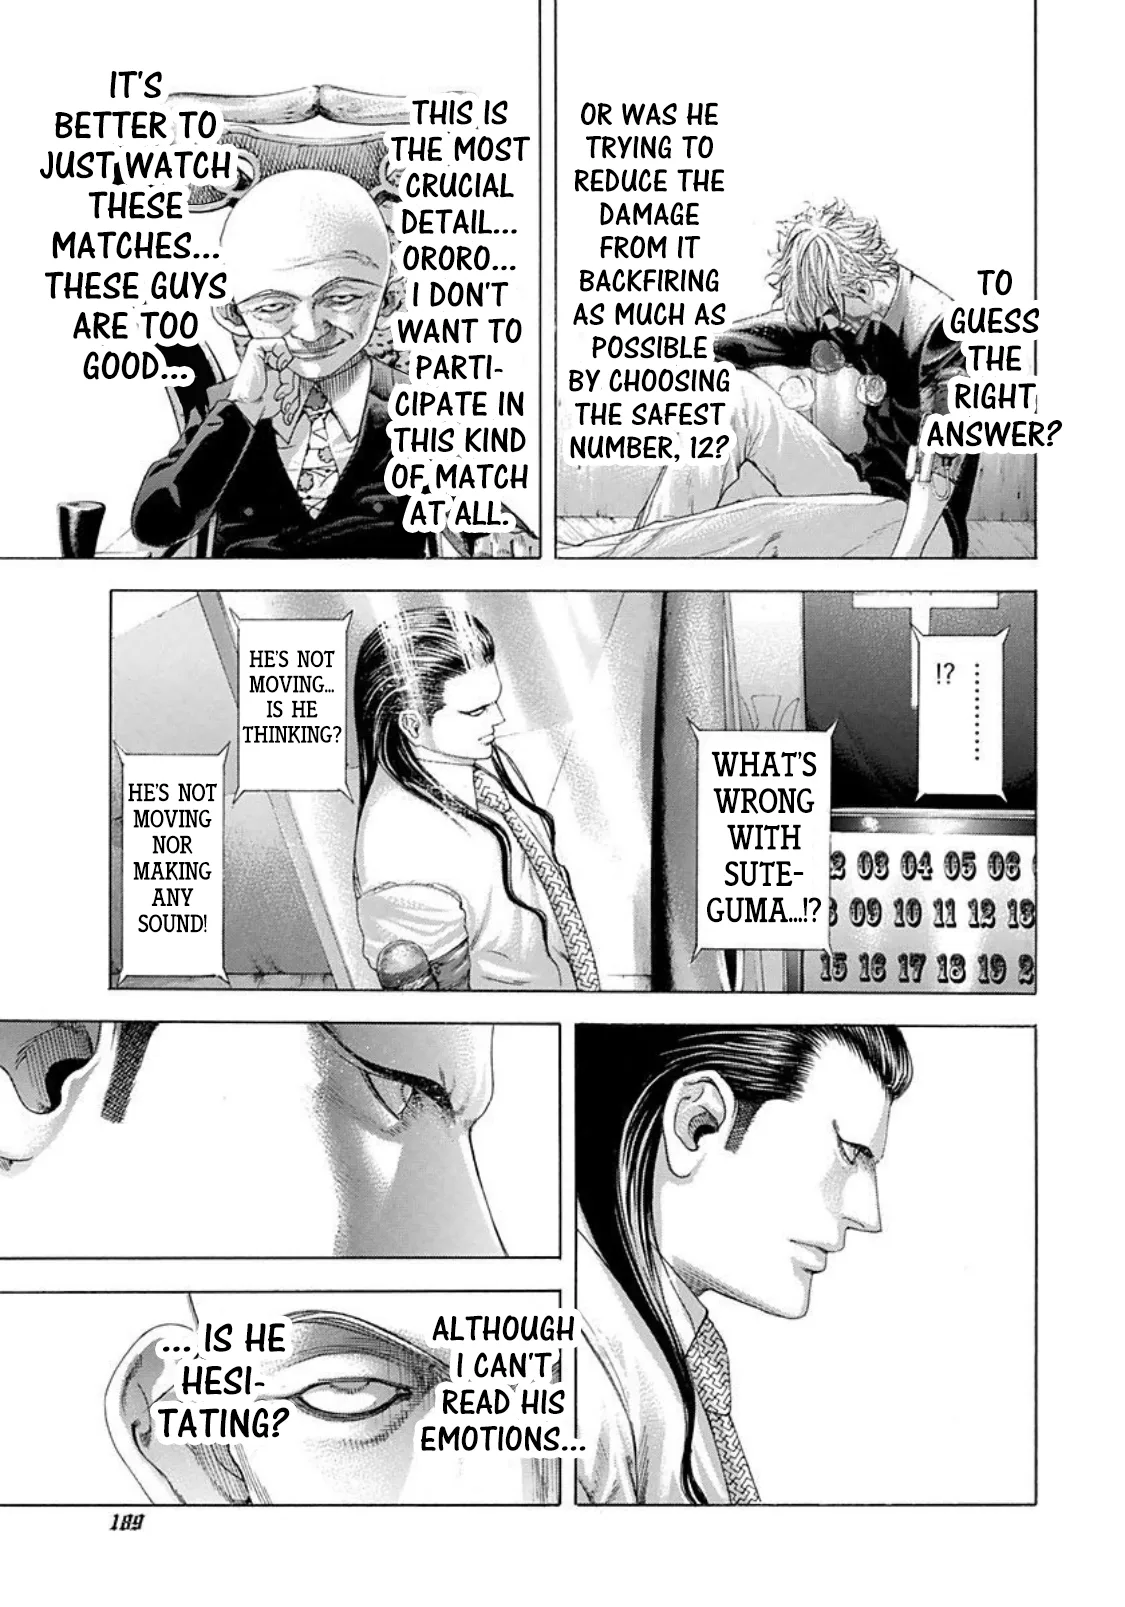 TO
GUESS
THE
RIGHT
ANSWER?
OR WAS HE
TRYING TO
REDUCE THE
DAMAGE
FROM IT
BACKFIRING
AS MUCH AS
POSSIBLE
BY CHOOSING
THE SAFEST
NUMBER, 12?
THIS IS
THE MOST
CRUCIAL
DETAIL...
ORORO...
I DON'T
WANT TO
PARTI-
CIPATE IN
THIS KIND
OF MATCH
AT ALL.
IT'S
BETTER TO
JUST WATCH
THESE
MATCHES...
THESE GUYS
ARE TOO
GOOD...
...........!?
WHAT'S
WRONG
WITH
SUTE-
GUMA...!?
2 03 04 05 06
09 10 11 12 13
15 16 17 18 19 2
HE'S NOT
MOVING...
IS HE
THINKING?
HE'S NOT
MOVING
NOR
MAKING
ANY
SOUND!
ALTHOUGH
I CAN'T
READ HIS
EMOTIONS...
... IS HE
HESI-
TATING?
189